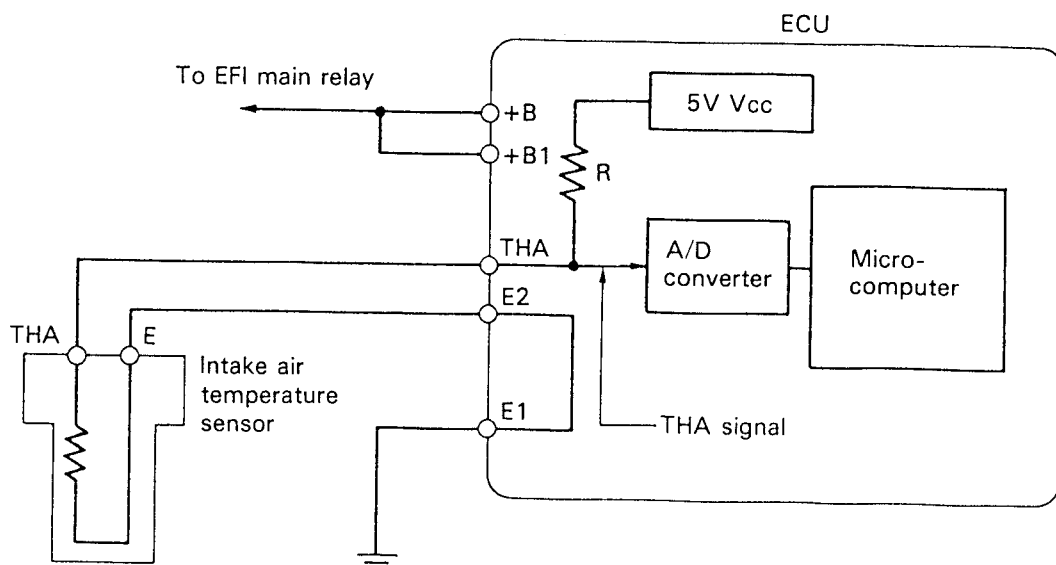 ECU
To EFI main relay
5V Vcc
+B
+B1
R
THA
A/D
converter
Micro-
computer
E2
THA
E
Intake air
temperature
sensor
E1
THA signal